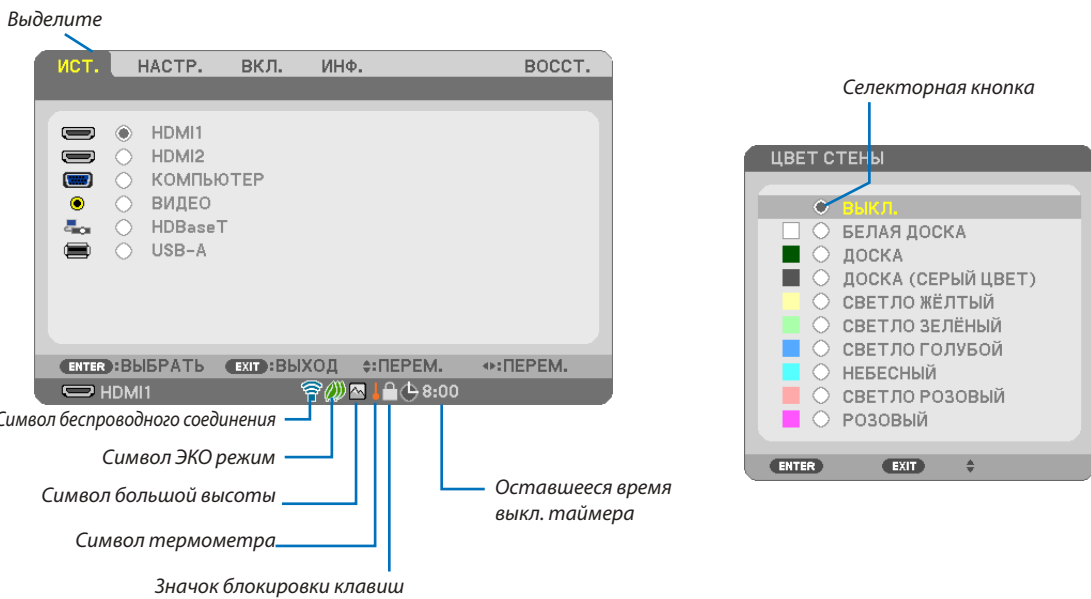 Выделите
ИСТ. НАСТР. ВКЛ. ИНФ. ВОССТ.
HDMI1
HDMI2
КОМПЬЮТЕР
ВИДЕО
HDBaseT
USB-A
ENTER :ВЫБРАТЬ EXIT :ВЫХОД :ПЕРЕМ. :ПЕРЕМ.
HDMI1 8:00
Символ беспроводного соединения
Символ ЭКО режим
Символ большой высоты
Символ термометра
Значок блокировки клавиш
Оставшееся время
выкл. таймера
Селекторная кнопка
ЦВЕТ СТЕНЫ
ВЫКЛ.
БЕЛАЯ ДОСКА
ДОСКА
ДОСКА (СЕРЫЙ ЦВЕТ)
СВЕТЛО ЖЁЛТЫЙ
СВЕТЛО ЗЕЛЁНЫЙ
СВЕТЛО ГОЛУБОЙ
НЕБЕСНЫЙ
СВЕТЛО РОЗОВЫЙ
РОЗОВЫЙ
ENTER EXIT